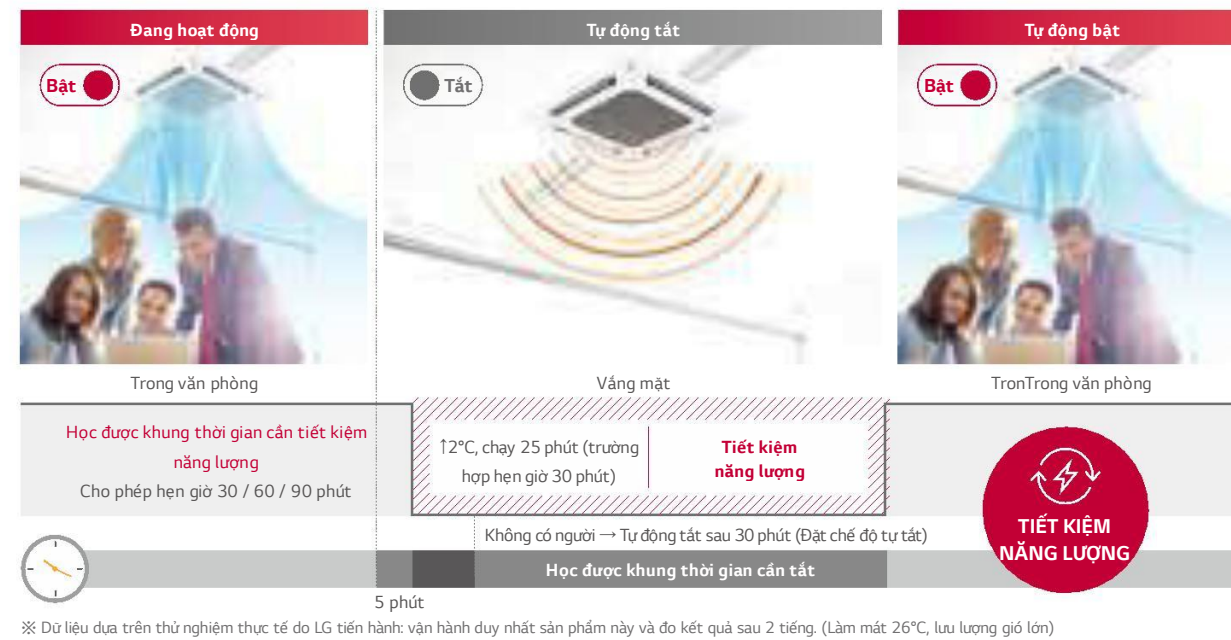 Đang hoạt động
Tự động tắt
Tự động bật
Bật
Tắt
Bật
Trong văn phòng
Vắng mặt
TronTrong văn phòng
Học được khung thời gian cần tiết kiệm
năng lượng
Cho phép hẹn giờ 30 / 60 / 90 phút
↑2°C, chạy 25 phút (trường
hợp hẹn giờ 30 phút)
Tiết kiệm
năng lượng
TIẾT KIỆM
NĂNG LƯỢNG
Không có người → Tự động tắt sau 30 phút (Đặt chế độ tự tắt)
Học được khung thời gian cần tắt
5 phút
※ Dữ liệu dựa trên thử nghiệm thực tế do LG tiến hành: vận hành duy nhất sản phẩm này và đo kết quả sau 2 tiếng. (Làm mát 26°C, lưu lượng gió lớn)